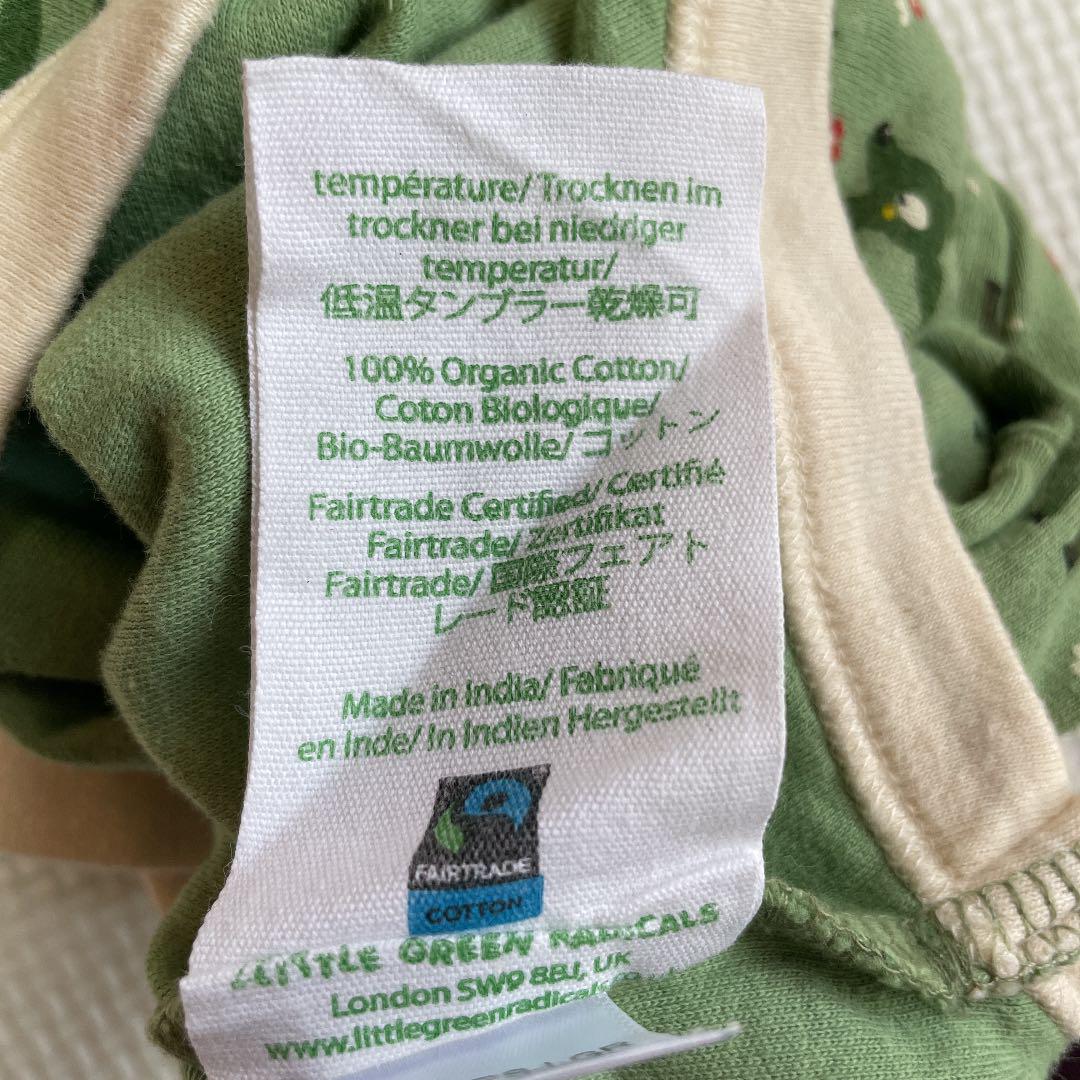 température/ Trocknen im
trockner bei niedriger
temperatur/
低温タンブラー乾燥可
100% Organic Cotton/
Coton Biologique/
Bio-Baumwolle/ コットン
Fairtrade Certified/ Certifié
Fairtrade/ Zertifikat
Fairtrade/ 国際フェアト
レード認証
Made in India/ Fabriqué
en Inde/ In Indien Hergestellt
FAIRTRADE
COTTON
LITTLE GREEN RADICALS
London SW9 8BJ, UK
www.littlegreenradicals